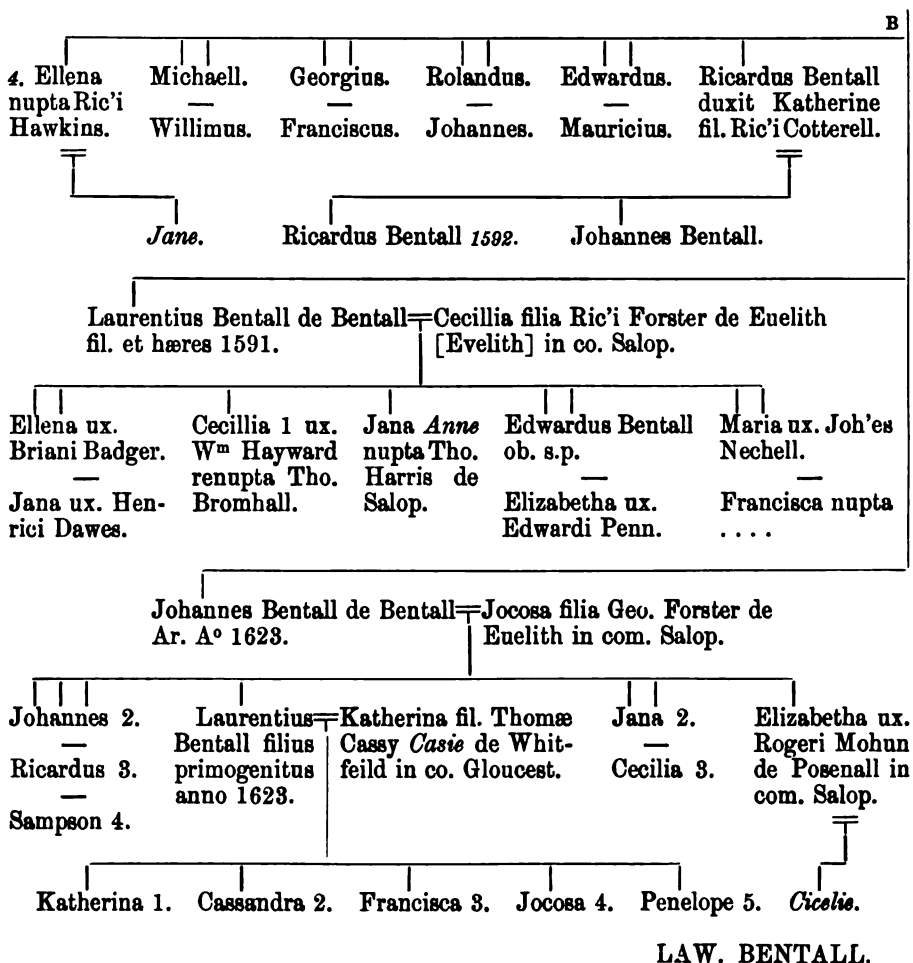 B
4. Ellena
nupta Ric'i
Hawkins.
Michaell.
—
Willimus.
Georgius.
—
Franciscus.
Rolandus.
—
Johannes.
Edwardus.
—
Mauricius.
Ricardus Bentall
duxit Katherine
fil. Ric'i Cotterell.
Jane.
Ricardus Bentall 1592.
Johannes Bentall.
Laurentius Bentall de Bentall
fil. et hæres 1591.
Cecillia filia Ric'i Forster de Euelith
[Evelith] in co. Salop.
Ellena ux.
Briani Badger.
—
Jana ux. Hen-
rici Dawes.
Cecillia 1 ux.
Wm Hayward
renupta Tho.
Bromhall.
Jana Anne
nupta Tho.
Harris de
Salop.
Edwardus Bentall
ob. s.p.
—
Elizabetha ux.
Edwardi Penn.
Maria ux. Joh'es
Nechell.
—
Francisca nupta
. . . .
Johannes Bentall de Bentall
Ar. Ao 1623.
Jocosa filia Geo. Forster de
Euelith in com. Salop.
Johannes 2.
—
Ricardus 3.
—
Sampson 4.
Laurentius
Bentall filius
primogenitus
anno 1623.
Katherina fil. Thomæ
Cassy Casie de Whit-
feild in co. Gloucest.
Jana 2.
—
Cecilia 3.
Elizabetha ux.
Rogeri Mohun
de Posenall in
com. Salop.
Katherina 1.
Cassandra 2.
Francisca 3.
Jocosa 4.
Penelope 5.
Cicelie.
LAW. BENTALL.